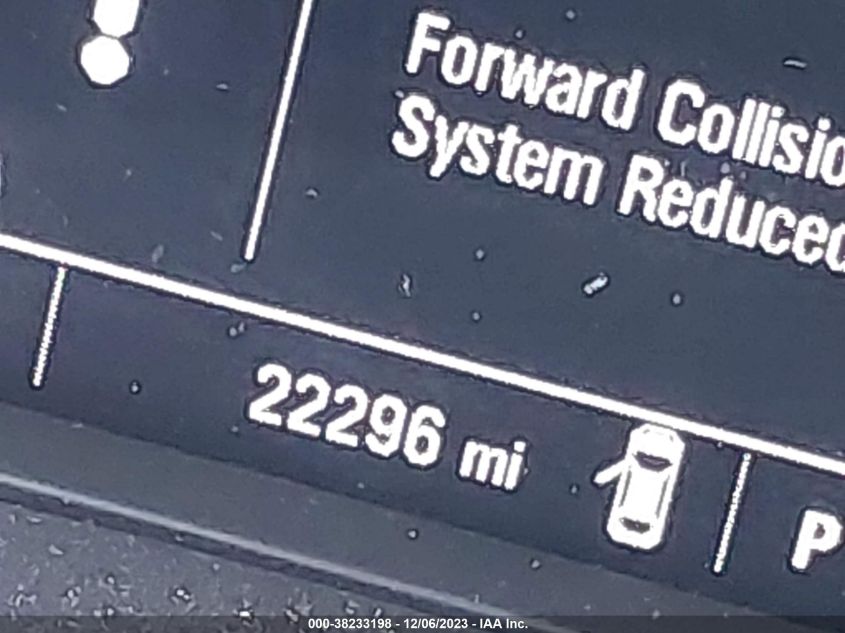 Forward Collisio
System Reduced
22296 mi
P
000-38233198 - 12/06/2023 - IAA Inc.